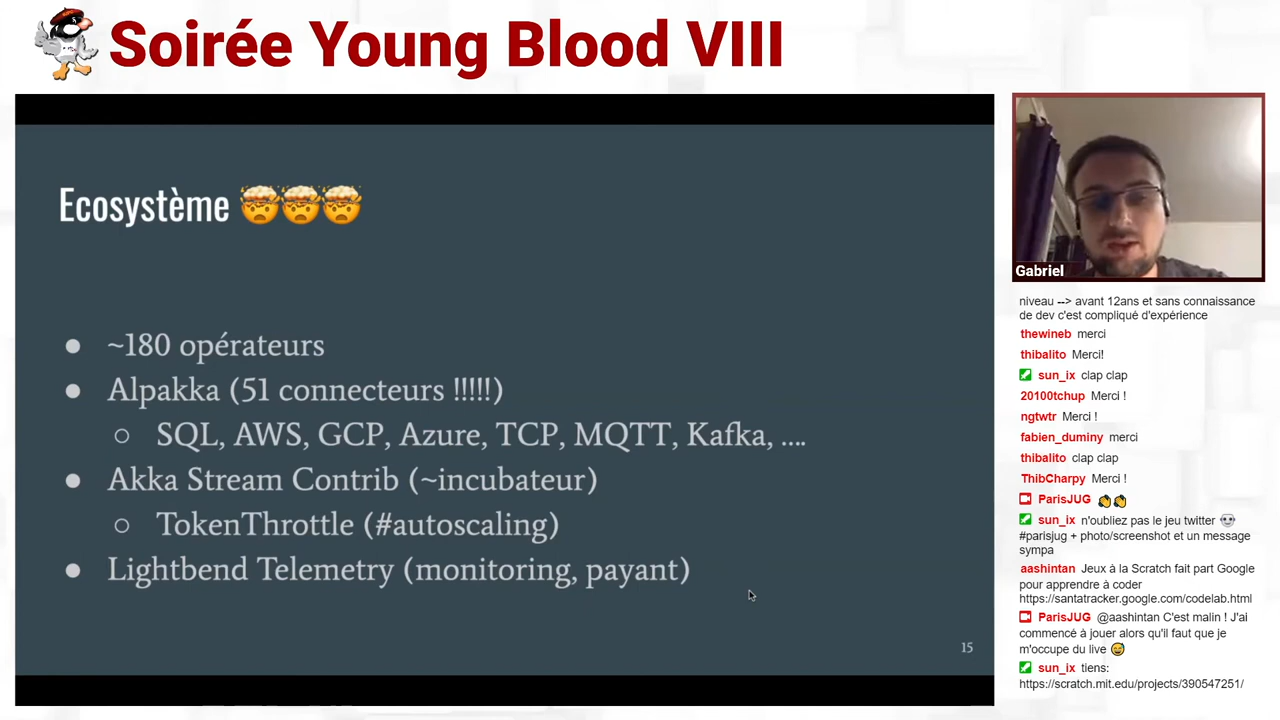 Soirée Young Blood VIII
Ecosystème 🤯🤯🤯
● ~180 opérateurs
● Alpakka (51 connecteurs !!!!!)
○ SQL, AWS, GCP, Azure, TCP, MQTT, Kafka, ....
● Akka Stream Contrib (~incubateur)
○ TokenThrottle (#autoscaling)
● Lightbend Telemetry (monitoring, payant)
15
Gabriel
niveau --> avant 12ans et sans connaissance
de dev c'est compliqué d'expérience
thewineb merci
thibalito Merci!
sun_ix clap clap
20100tchup Merci !
ngtwtr Merci !
fabien_duminy merci
thibalito clap clap
ThibCharpy Merci !
ParisJUG 👏👏
sun_ix n'oubliez pas le jeu twitter
#parisjug + photo/screenshot et un message
sympa
aashintan Jeux à la Scratch fait part Google
pour apprendre à coder
https://santatracker.google.com/codelab.html
ParisJUG @aashintan C'est malin ! J'ai
commencé à jouer alors qu'il faut que je
m'occupe du live 😅
sun_ix tiens:
https://scratch.mit.edu/projects/390547251/